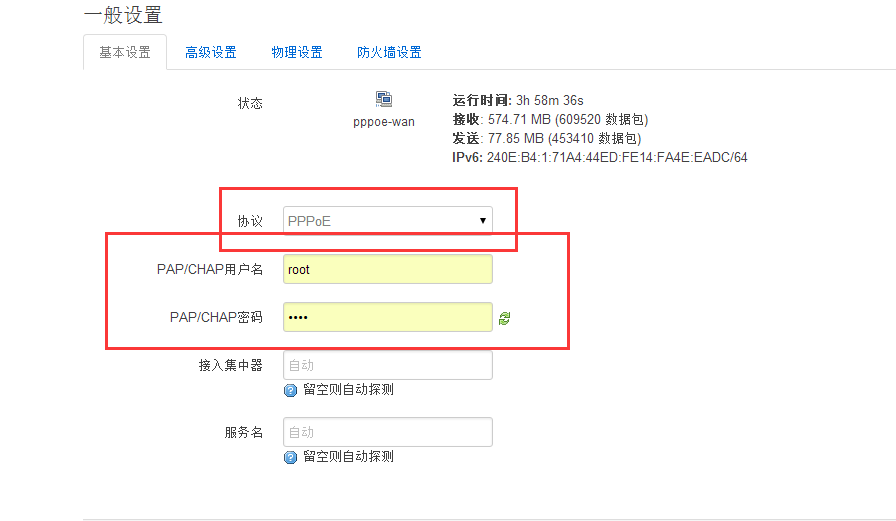 一般设置
基本设置 高级设置 物理设置 防火墙设置
状态
pppoe-wan
运行时间: 3h 58m 36s
接收: 574.71 MB (609520 数据包)
发送: 77.85 MB (453410 数据包)
IPv6: 240E:B4:1:71A4:44ED:FE14:FA4E:EADC/64
协议 PPPoE
PAP/CHAP用户名 root
PAP/CHAP密码 ••••
接入集中器 自动
留空则自动探测
服务名 自动
留空则自动探测